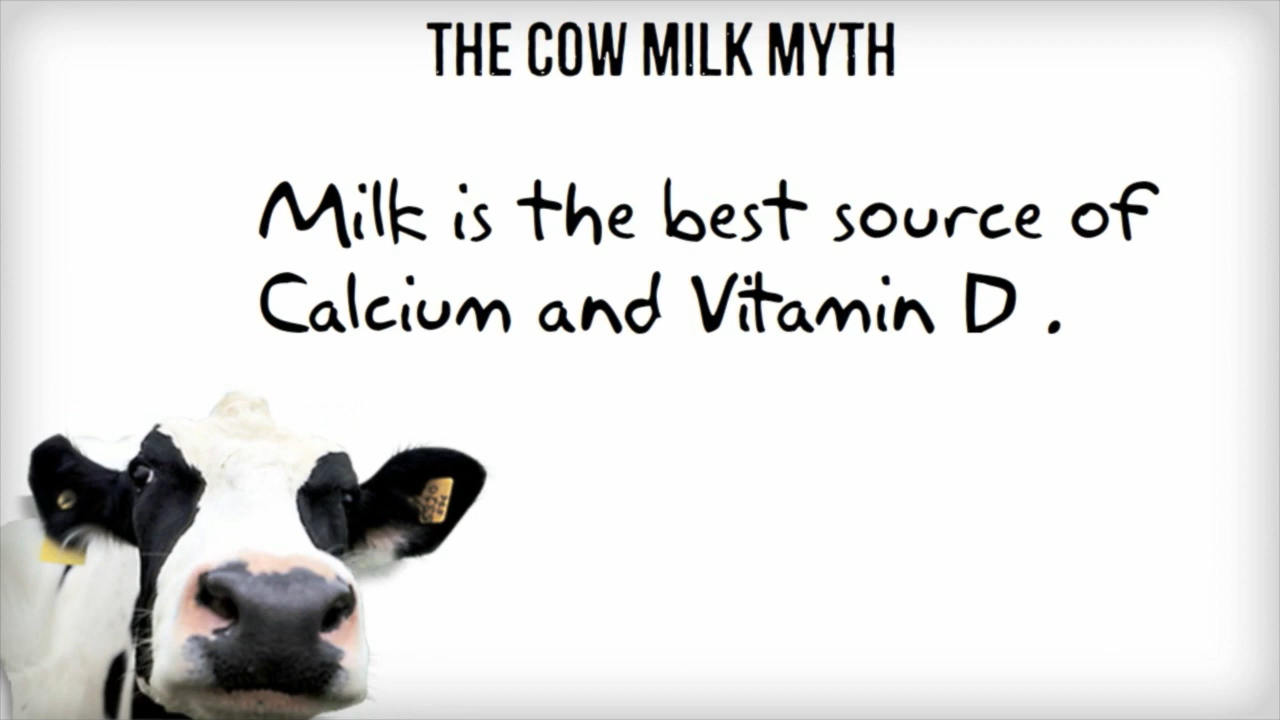 THE COW MILK MYTH
Milk is the best source of
Calcium and Vitamin D .